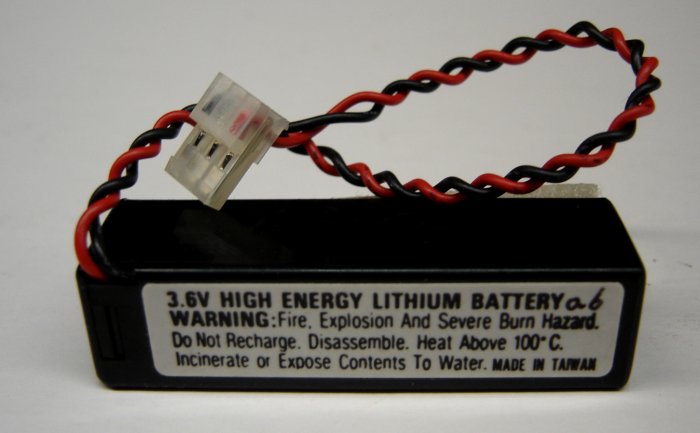 3.6V HIGH ENERGY LITHIUM BATTERY ab
WARNING:Fire, Explosion And Severe Burn Hazard.
Do Not Recharge. Disassemble. Heat Above 100°C.
Incinerate or Expose Contents To Water. MADE IN TAIWAN